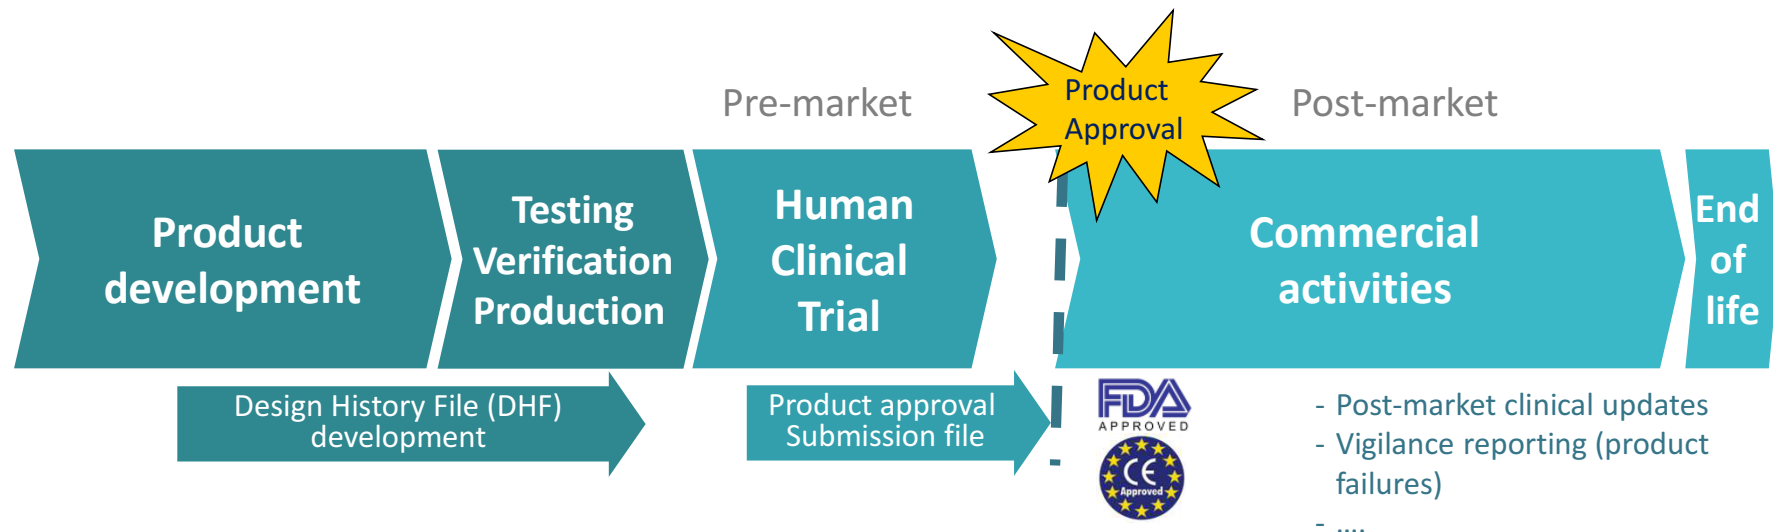 Pre-market
Product
Approval
Post-market
Product
development
Testing
Verification
Production
Human
Clinical
Trial
Commercial
activities
End
of
life
Design History File (DHF)
development
Product approval
Submission file
FDA
APPROVED
CE
Approved
- Post-market clinical updates
- Vigilance reporting (product
failures)
- ....